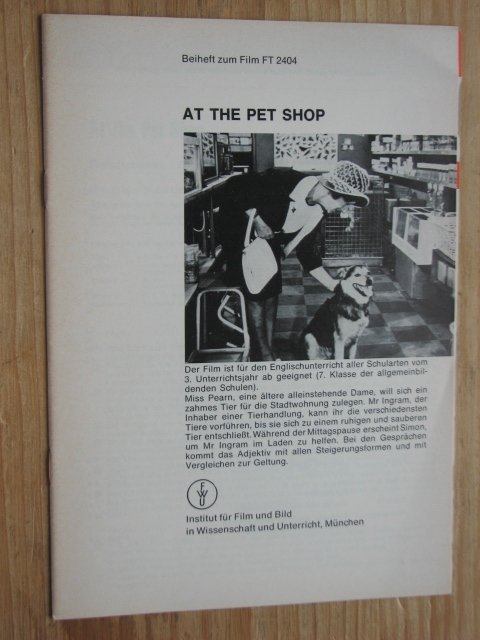 Beiheft zum Film FT 2404
AT THE PET SHOP
Der Film ist für den Englischunterricht aller Schularten vom
3. Unterrichtsjahr ab geeignet (7. Klasse der allgemeinbil-
denden Schulen).
Miss Pearn, eine ältere alleinstehende Dame, will sich ein
zahmes Tier für die Stadtwohnung zulegen. Mr Ingram, der
Inhaber einer Tierhandlung, kann ihr die verschiedensten
Tiere vorführen, bis sie sich zu einem ruhigen und sauberen
Tier entschließt. Während der Mittagspause erscheint Simon,
um Mr Ingram im Laden zu helfen. Bei den Gesprächen
kommt das Adjektiv mit allen Steigerungsformen und mit
Vergleichen zur Geltung.
FWU
Institut für Film und Bild
in Wissenschaft und Unterricht, München